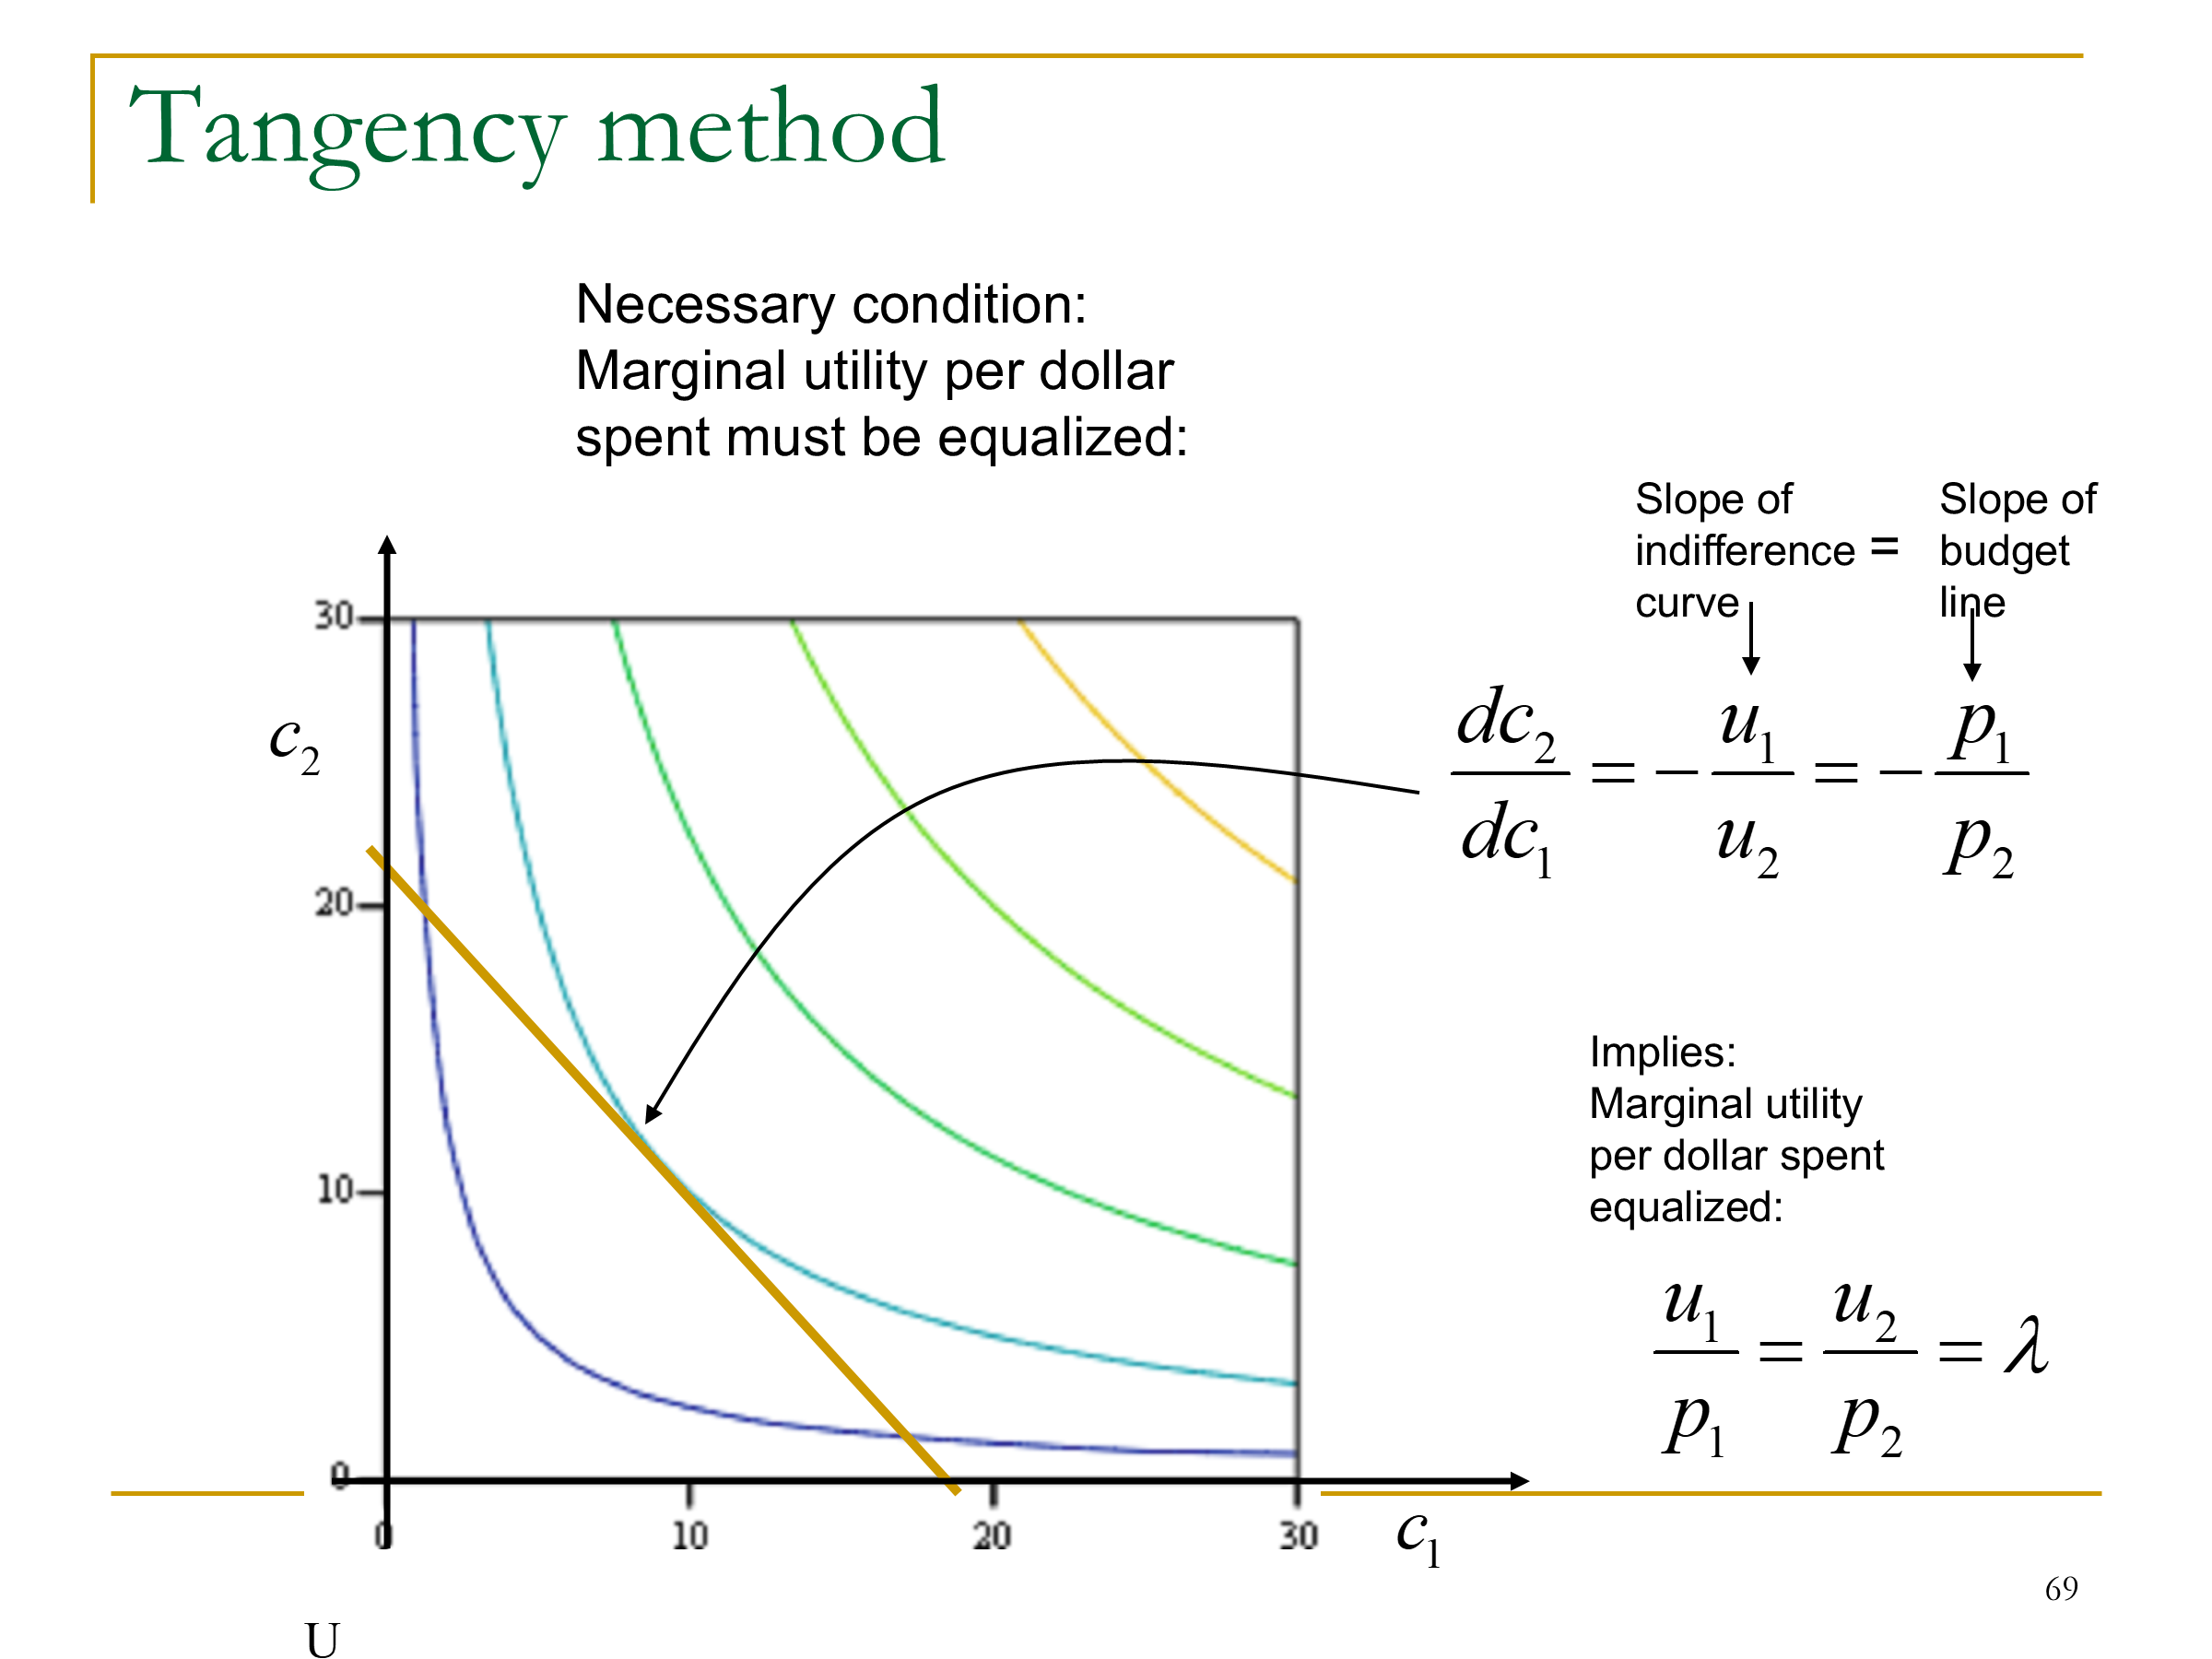 Tangency method
Necessary condition:
Marginal utility per dollar
spent must be equalized:
Slope of
indifference =
curve
Slope of
budget
line
dc₂/dc₁ = − u₁/u₂ = − p₁/p₂
c₂
30
20
10
0
0 10 20 30
c₁
Implies:
Marginal utility
per dollar spent
equalized:
u₁/p₁ = u₂/p₂ = λ
69
U